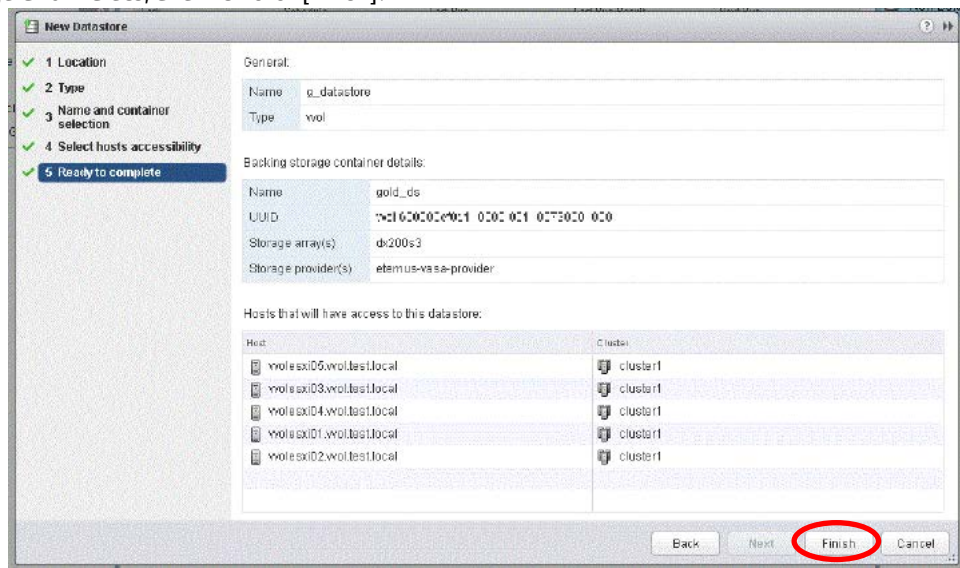 New Datastore
1 Location
2 Type
3 Name and container
selection
4 Select hosts accessibility
5 Ready to complete
General:
Name g_datastore
Type vvol
Backing storage container details:
Name gold_ds
UUID
Storage array(s) dx200s3
Storage provider(s) eternus-vasa-provider
Hosts that will have access to this datastore:
Host Cluster
vvolesxi05.vvol.test.local cluster1
vvolesxi03.vvol.test.local cluster1
vvolesxi04.vvol.test.local cluster1
vvolesxi01.vvol.test.local cluster1
vvolesxi02.vvol.test.local cluster1
Back Next Finish Cancel